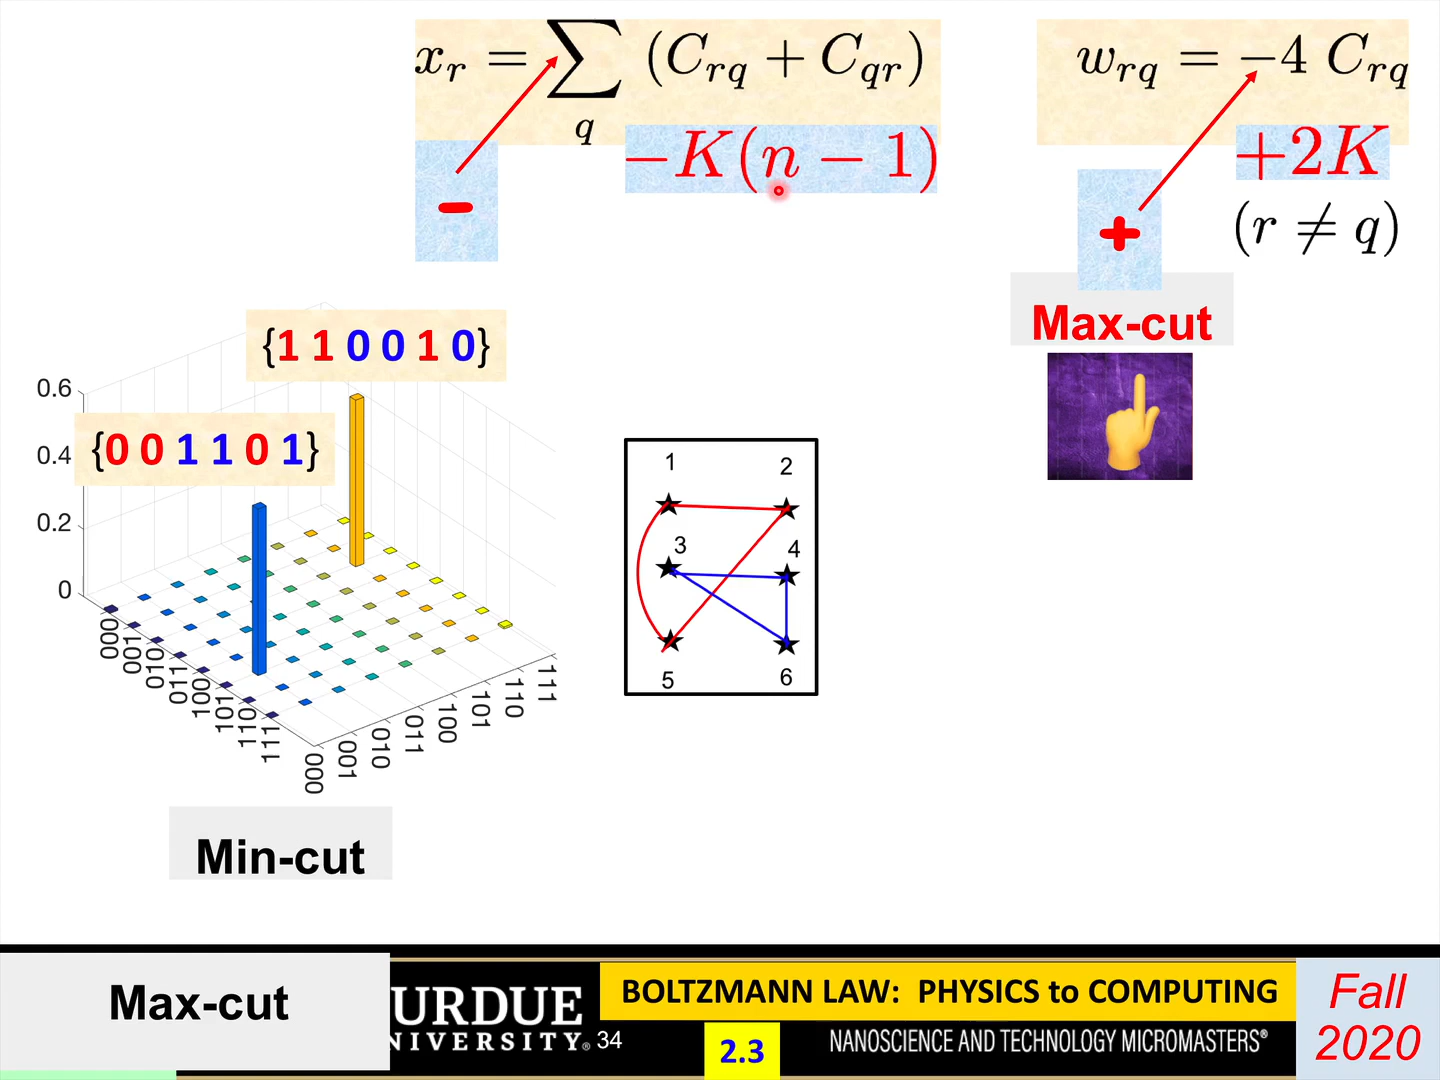 x_r = ∑_q (C_rq + C_qr)
−K(n − 1)
-
w_rq = −4 C_rq
+2K
(r ≠ q)
+
Max-cut
{1 1 0 0 1 0}
{0 0 1 1 0 1}
0.6
0.4
0.2
0
000
001
010
011
100
101
110
111
000
001
010
011
100
101
110
111
Min-cut
1
2
3
4
5
6
Max-cut
URDUE
NIVERSITY® 34
BOLTZMANN LAW: PHYSICS to COMPUTING
2.3
NANOSCIENCE AND TECHNOLOGY MICROMASTERS®
Fall
2020